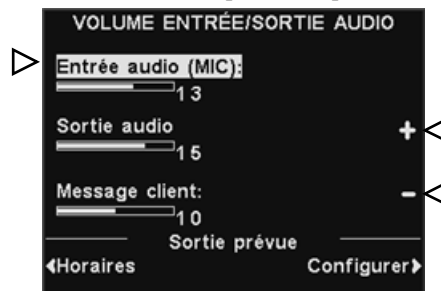 VOLUME ENTRÉE/SORTIE AUDIO
Entrée audio (MIC):
13
Sortie audio
+
15
Message client:
-
10
Sortie prévue
Horaires Configurer